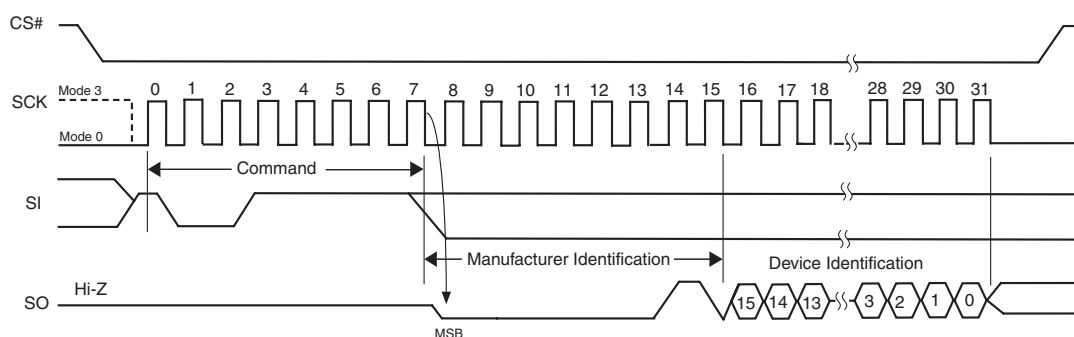 CS#
SCK
Mode 3
Mode 0
0 1 2 3 4 5 6 7 8 9 10 11 12 13 14 15 16 17 18 28 29 30 31
Command
SI
Manufacturer Identification
Device Identification
SO
Hi-Z
15 14 13 3 2 1 0
MSB